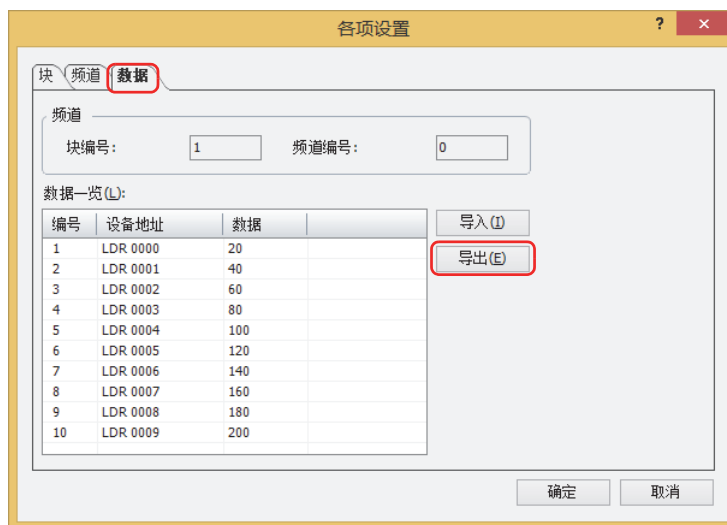 各项设置
? ×
块 频道 数据
频道
块编号: 1 频道编号: 0
数据一览(L):
编号 设备地址 数据
导入(I)
1 LDR 0000 20
导出(E)
2 LDR 0001 40
3 LDR 0002 60
4 LDR 0003 80
5 LDR 0004 100
6 LDR 0005 120
7 LDR 0006 140
8 LDR 0007 160
9 LDR 0008 180
10 LDR 0009 200
确定 取消